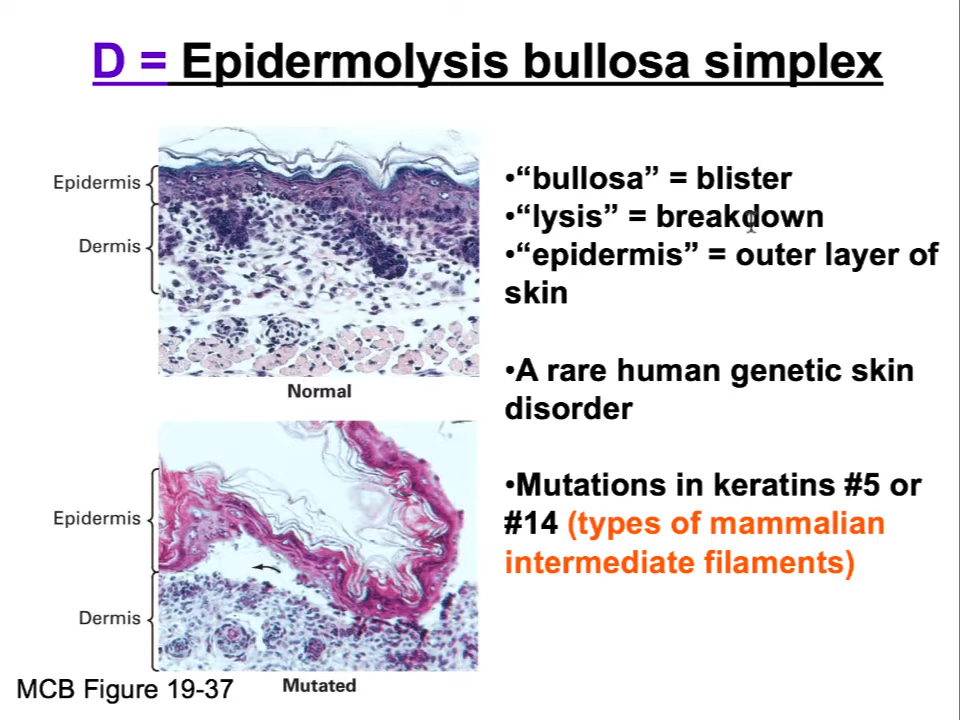 D = Epidermolysis bullosa simplex
Epidermis
Dermis
Normal
Epidermis
Dermis
Mutated
MCB Figure 19-37
•“bullosa” = blister
•“lysis” = breakdown
•“epidermis” = outer layer of
skin
•A rare human genetic skin
disorder
•Mutations in keratins #5 or
#14 (types of mammalian
intermediate filaments)